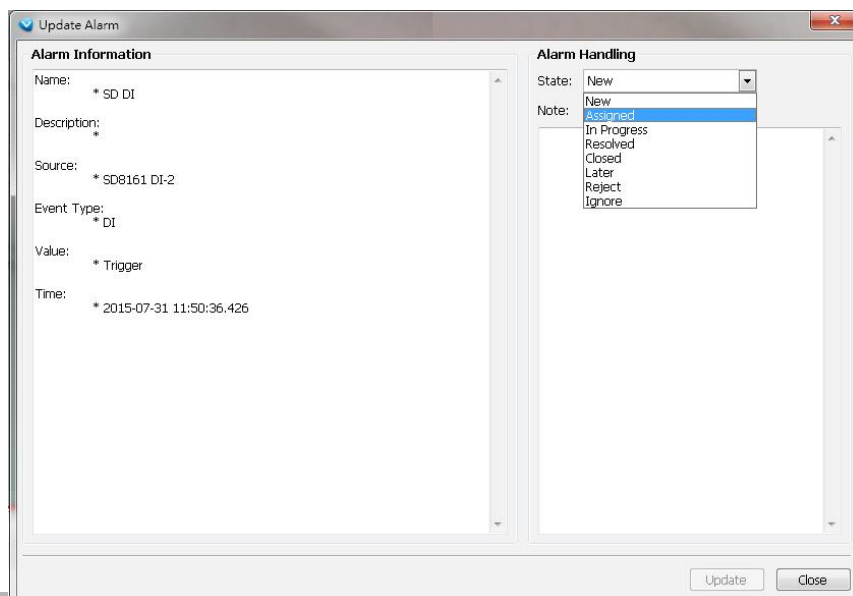 Update Alarm
Alarm Information
Name:
* SD DI
Description:
*
Source:
* SD8161 DI-2
Event Type:
* DI
Value:
* Trigger
Time:
* 2015-07-31 11:50:36.426
Alarm Handling
State: New
Note:
New
Assigned
In Progress
Resolved
Closed
Later
Reject
Ignore
Update Close